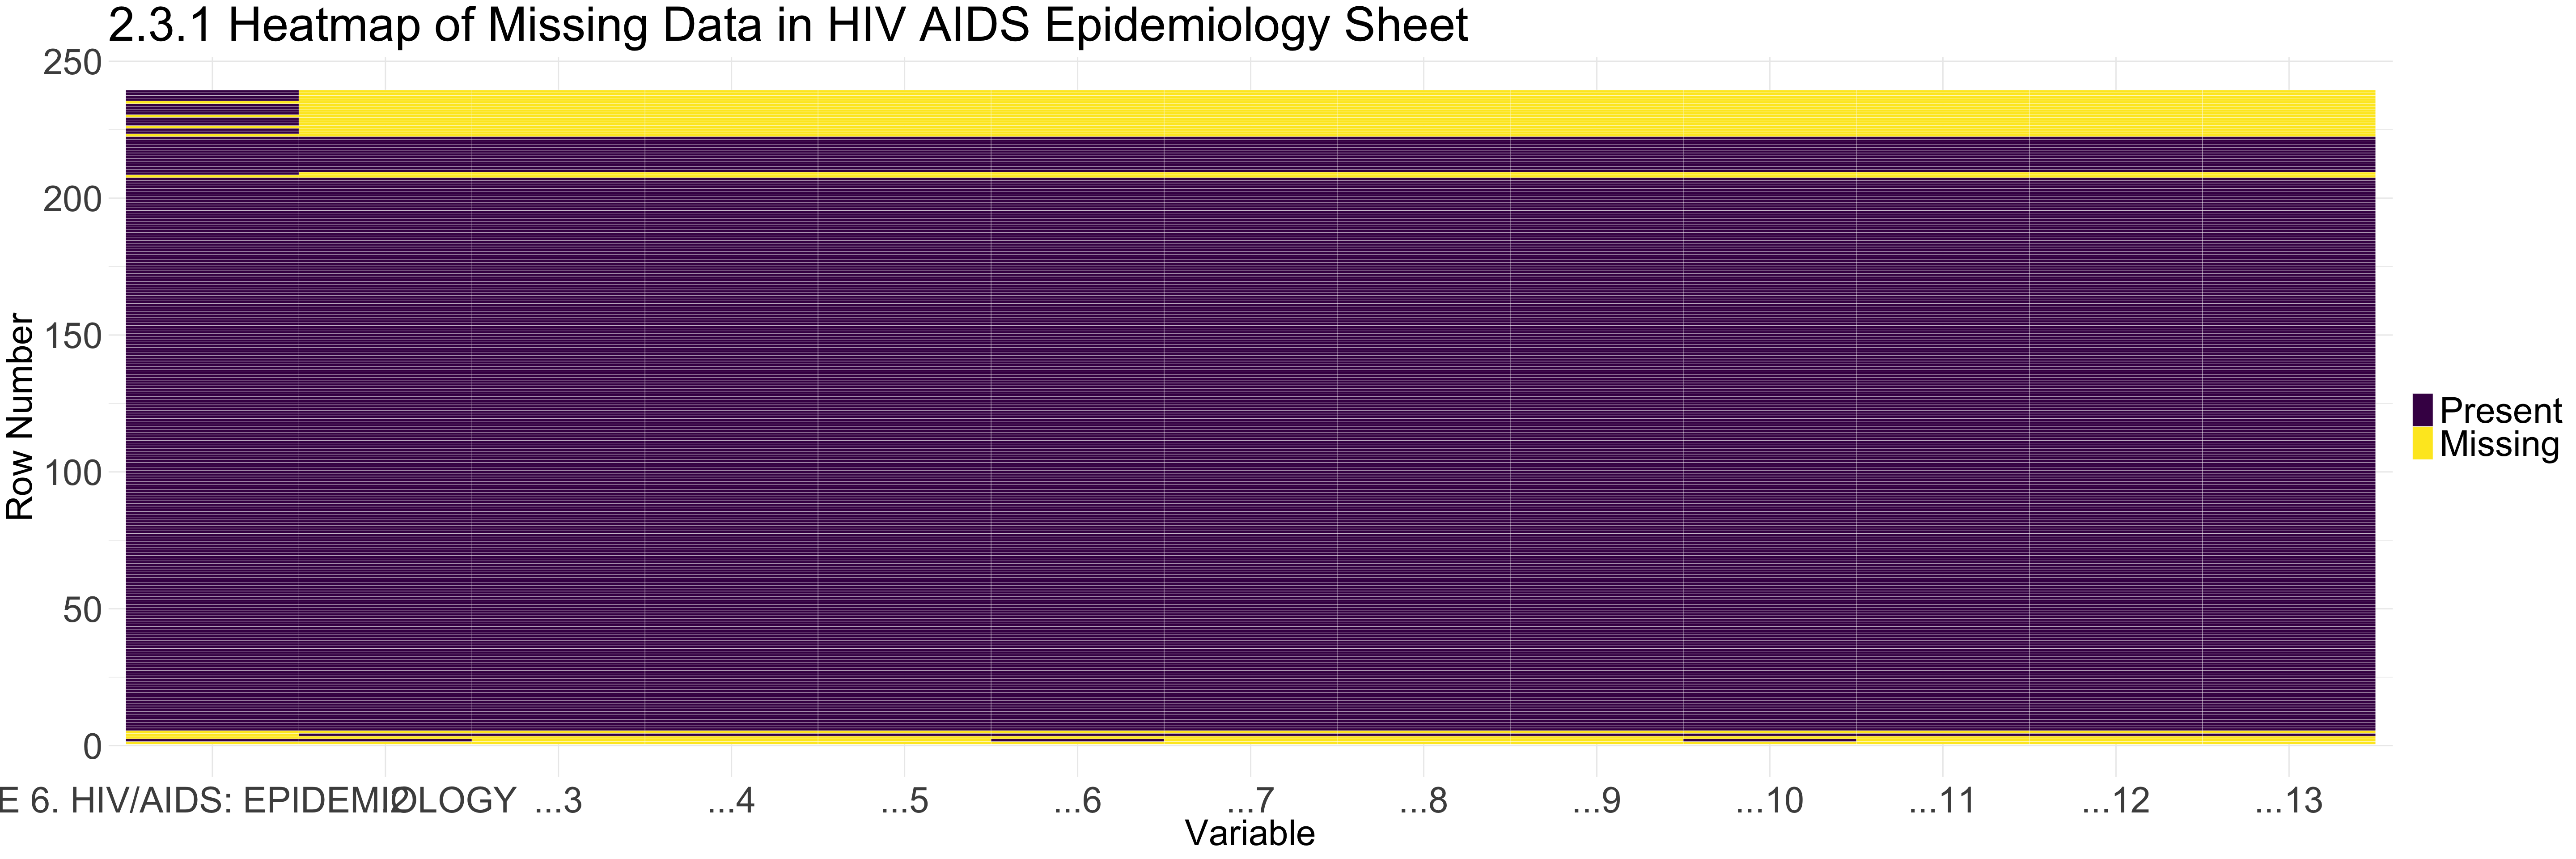 2.3.1 Heatmap of Missing Data in HIV AIDS Epidemiology Sheet
250
200
150
100
50
0
Row Number
E 6. HIV/AIDS: EPIDEMIOLOGY ...3 ...4 ...5 ...6 ...7 ...8 ...9 ...10 ...11 ...12 ...13
Variable
Present
Missing